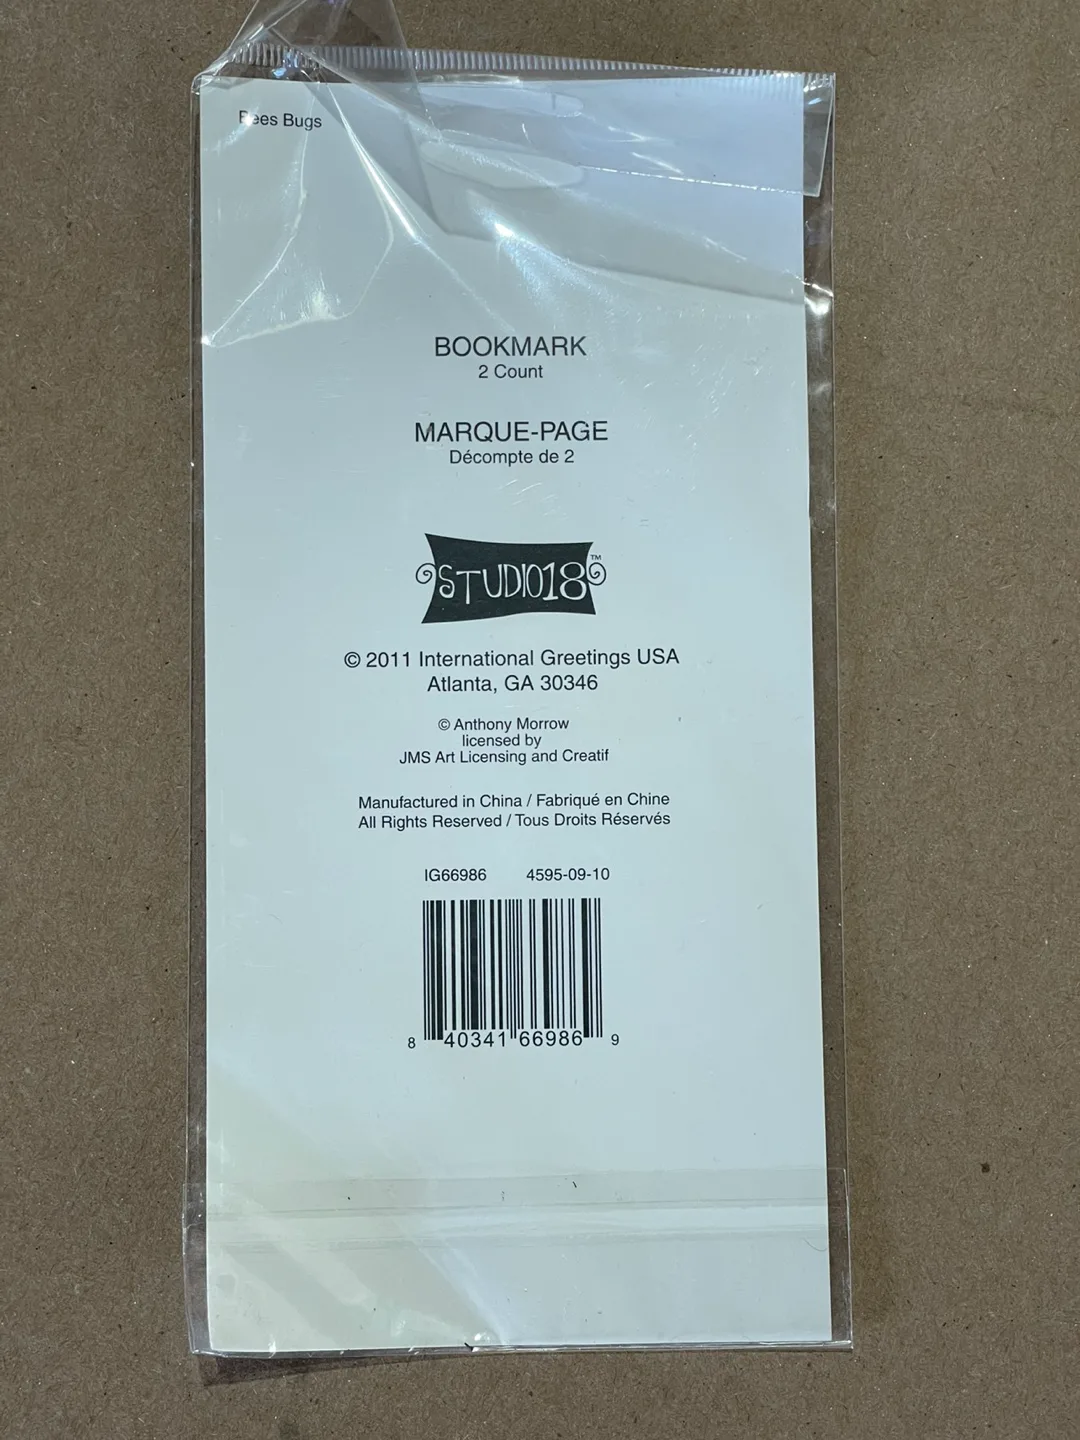 Bees Bugs
BOOKMARK
2 Count
MARQUE-PAGE
Décompte de 2
STUDIO18™
© 2011 International Greetings USA
Atlanta, GA 30346
© Anthony Morrow
licensed by
JMS Art Licensing and Creatif
Manufactured in China / Fabriqué en Chine
All Rights Reserved / Tous Droits Réservés
IG66986 4595-09-10
8 40341 66986 9